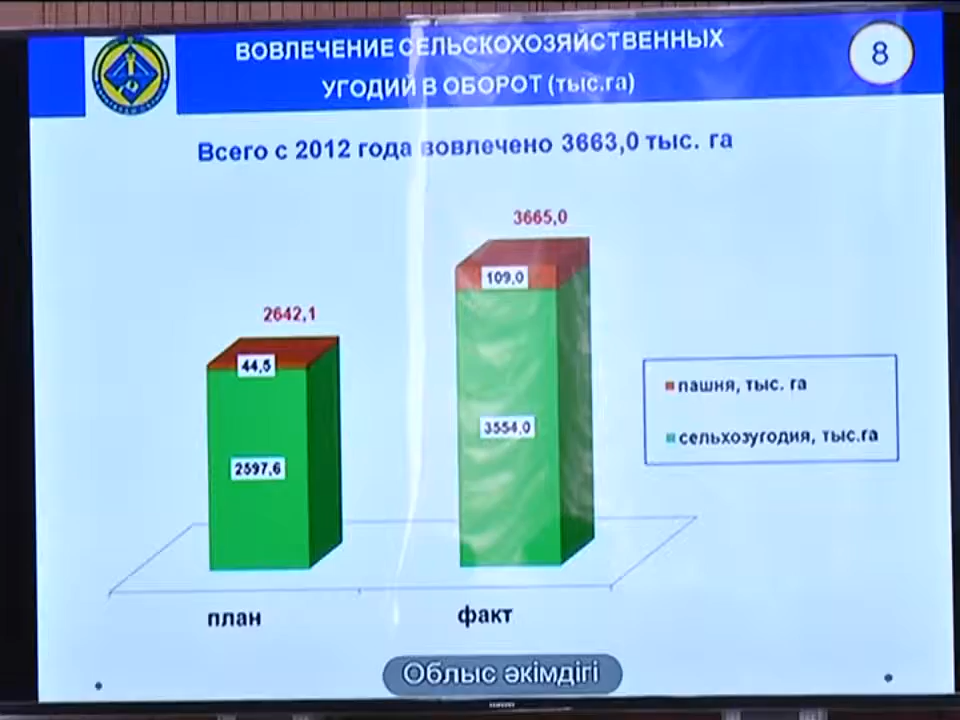 ВОВЛЕЧЕНИЕ СЕЛЬСКОХОЗЯЙСТВЕННЫХ
УГОДИЙ В ОБОРОТ (тыс.га)
8
Всего с 2012 года вовлечено 3663,0 тыс. га
3665,0
109,0
2642,1
44,5
пашня, тыс. га
3554,0
сельхозугодия, тыс.га
2597,6
план
факт
Облыс әкімдігі
SAMSUNG